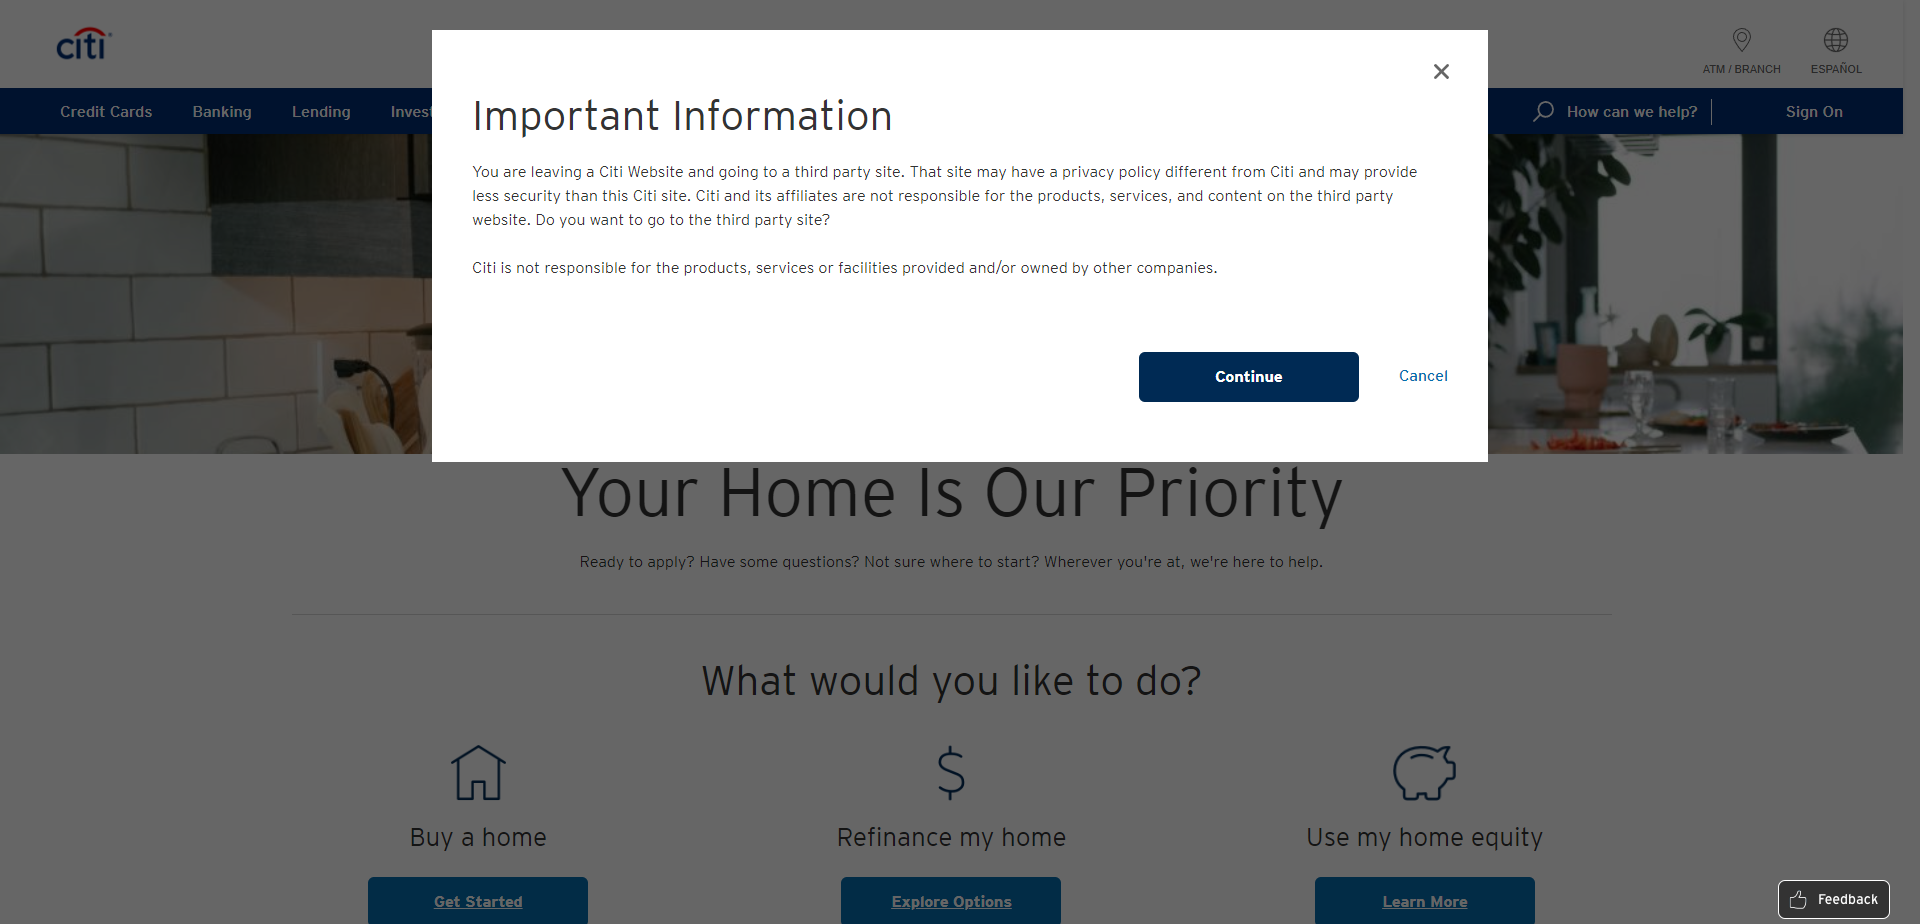 citi
ATM / BRANCH
ESPAÑOL
Credit Cards
Banking
Lending
How can we help?
Sign On
Important Information
You are leaving a Citi Website and going to a third party site. That site may have a privacy policy different from Citi and may provide
less security than this Citi site. Citi and its affiliates are not responsible for the products, services, and content on the third party
website. Do you want to go to the third party site?
Citi is not responsible for the products, services or facilities provided and/or owned by other companies.
Continue
Cancel
Your Home Is Our Priority
Ready to apply? Have some questions? Not sure where to start? Wherever you're at, we're here to help.
What would you like to do?
Buy a home
Refinance my home
Use my home equity
Get Started
Explore Options
Learn More
Feedback